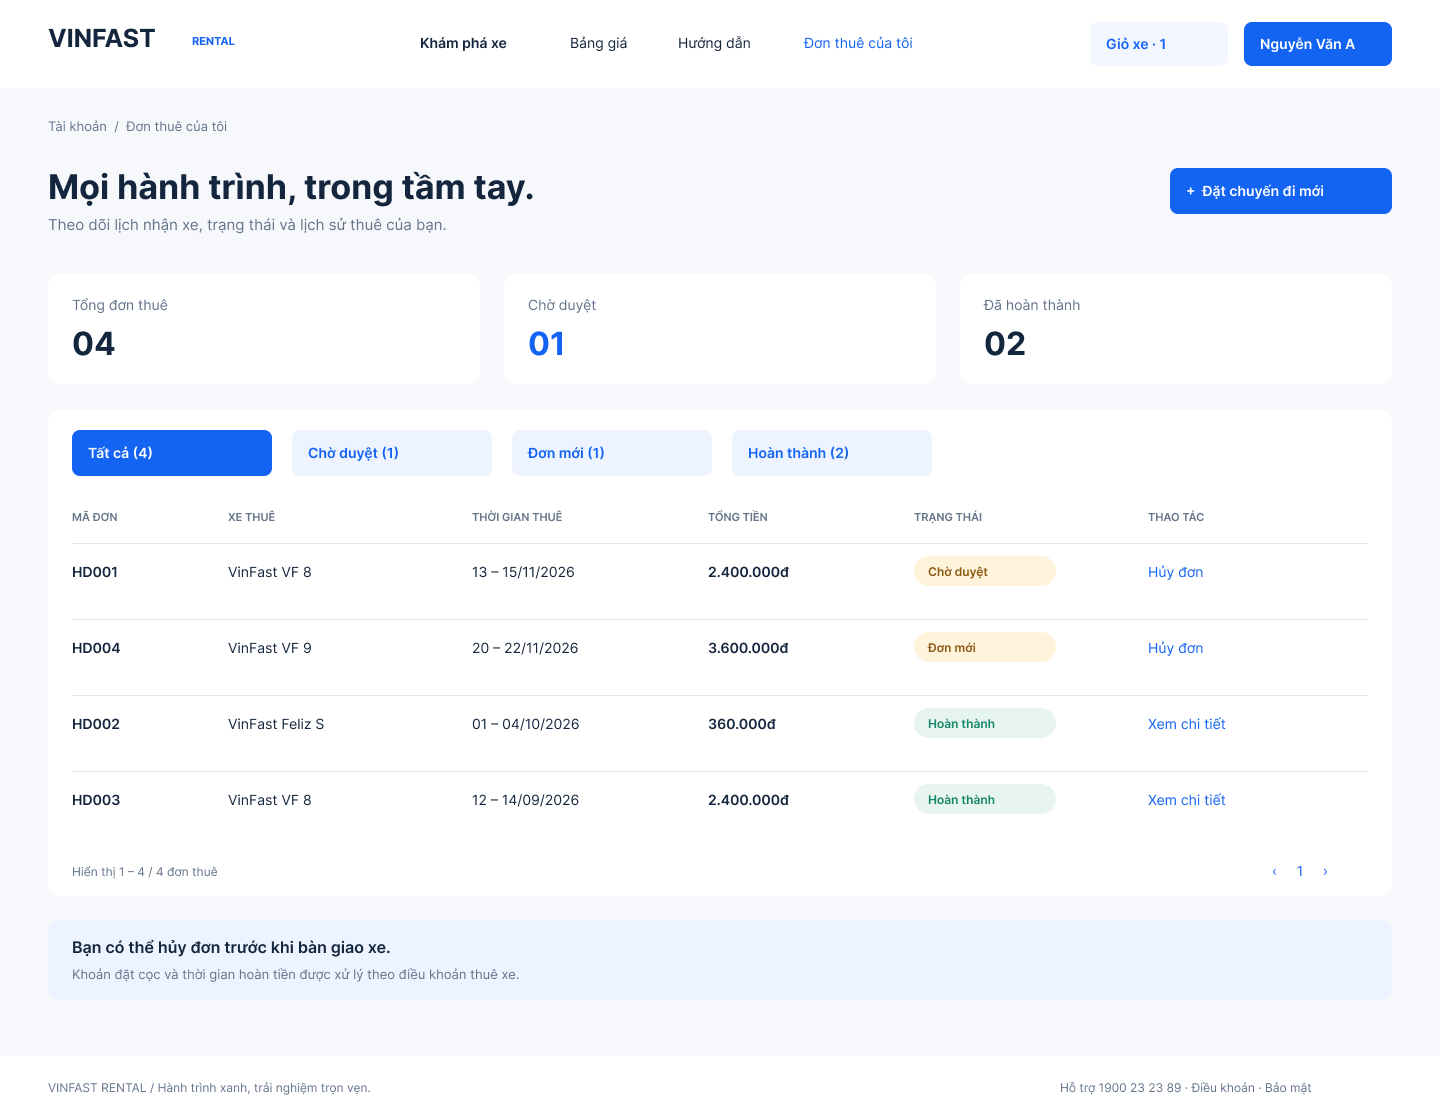 VINFAST RENTAL Khám phá xe Bảng giá Hướng dẫn Đơn thuê của tôi Giỏ xe · 1 Nguyễn Văn A
Tài khoản / Đơn thuê của tôi
Mọi hành trình, trong tầm tay.
+ Đặt chuyến đi mới
Theo dõi lịch nhận xe, trạng thái và lịch sử thuê của bạn.
Tổng đơn thuê Chờ duyệt Đã hoàn thành
04 01 02
Tất cả (4) Chờ duyệt (1) Đơn mới (1) Hoàn thành (2)
MÃ ĐƠN XE THUÊ THỜI GIAN THUÊ TỔNG TIỀN TRẠNG THÁI THAO TÁC
HD001 VinFast VF 8 13 – 15/11/2026 2.400.000đ Chờ duyệt Hủy đơn
HD004 VinFast VF 9 20 – 22/11/2026 3.600.000đ Đơn mới Hủy đơn
HD002 VinFast Feliz S 01 – 04/10/2026 360.000đ Hoàn thành Xem chi tiết
HD003 VinFast VF 8 12 – 14/09/2026 2.400.000đ Hoàn thành Xem chi tiết
Hiển thị 1 – 4 / 4 đơn thuê ‹ 1 ›
Bạn có thể hủy đơn trước khi bàn giao xe.
Khoản đặt cọc và thời gian hoàn tiền được xử lý theo điều khoản thuê xe.
VINFAST RENTAL / Hành trình xanh, trải nghiệm trọn vẹn. Hỗ trợ 1900 23 23 89 · Điều khoản · Bảo mật